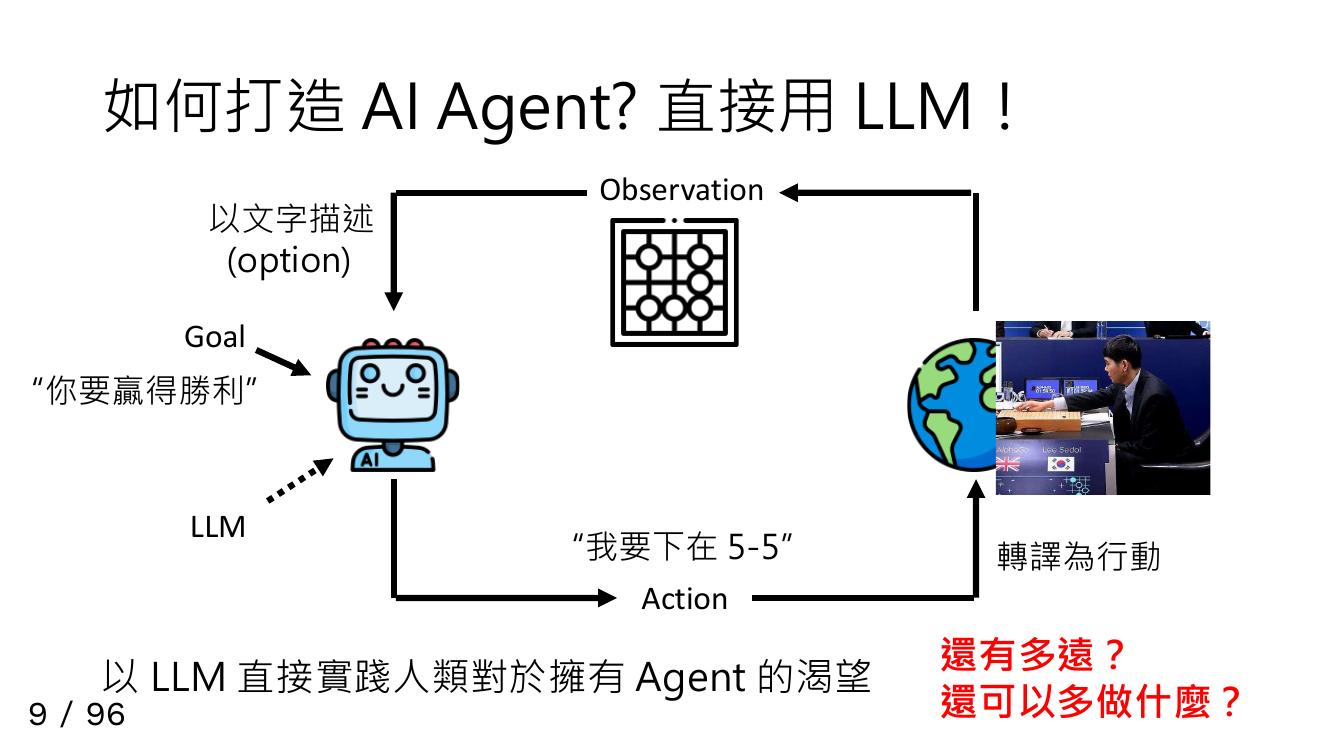 如何打造 AI Agent? 直接用 LLM！
Observation
以文字描述
(option)
Goal
“你要贏得勝利”
AI
LLM
AlphaGo
Lee Sedol
“我要下在 5-5”
轉譯為行動
Action
以 LLM 直接實踐人類對於擁有 Agent 的渴望
還有多遠？
還可以多做什麼？
9 / 96